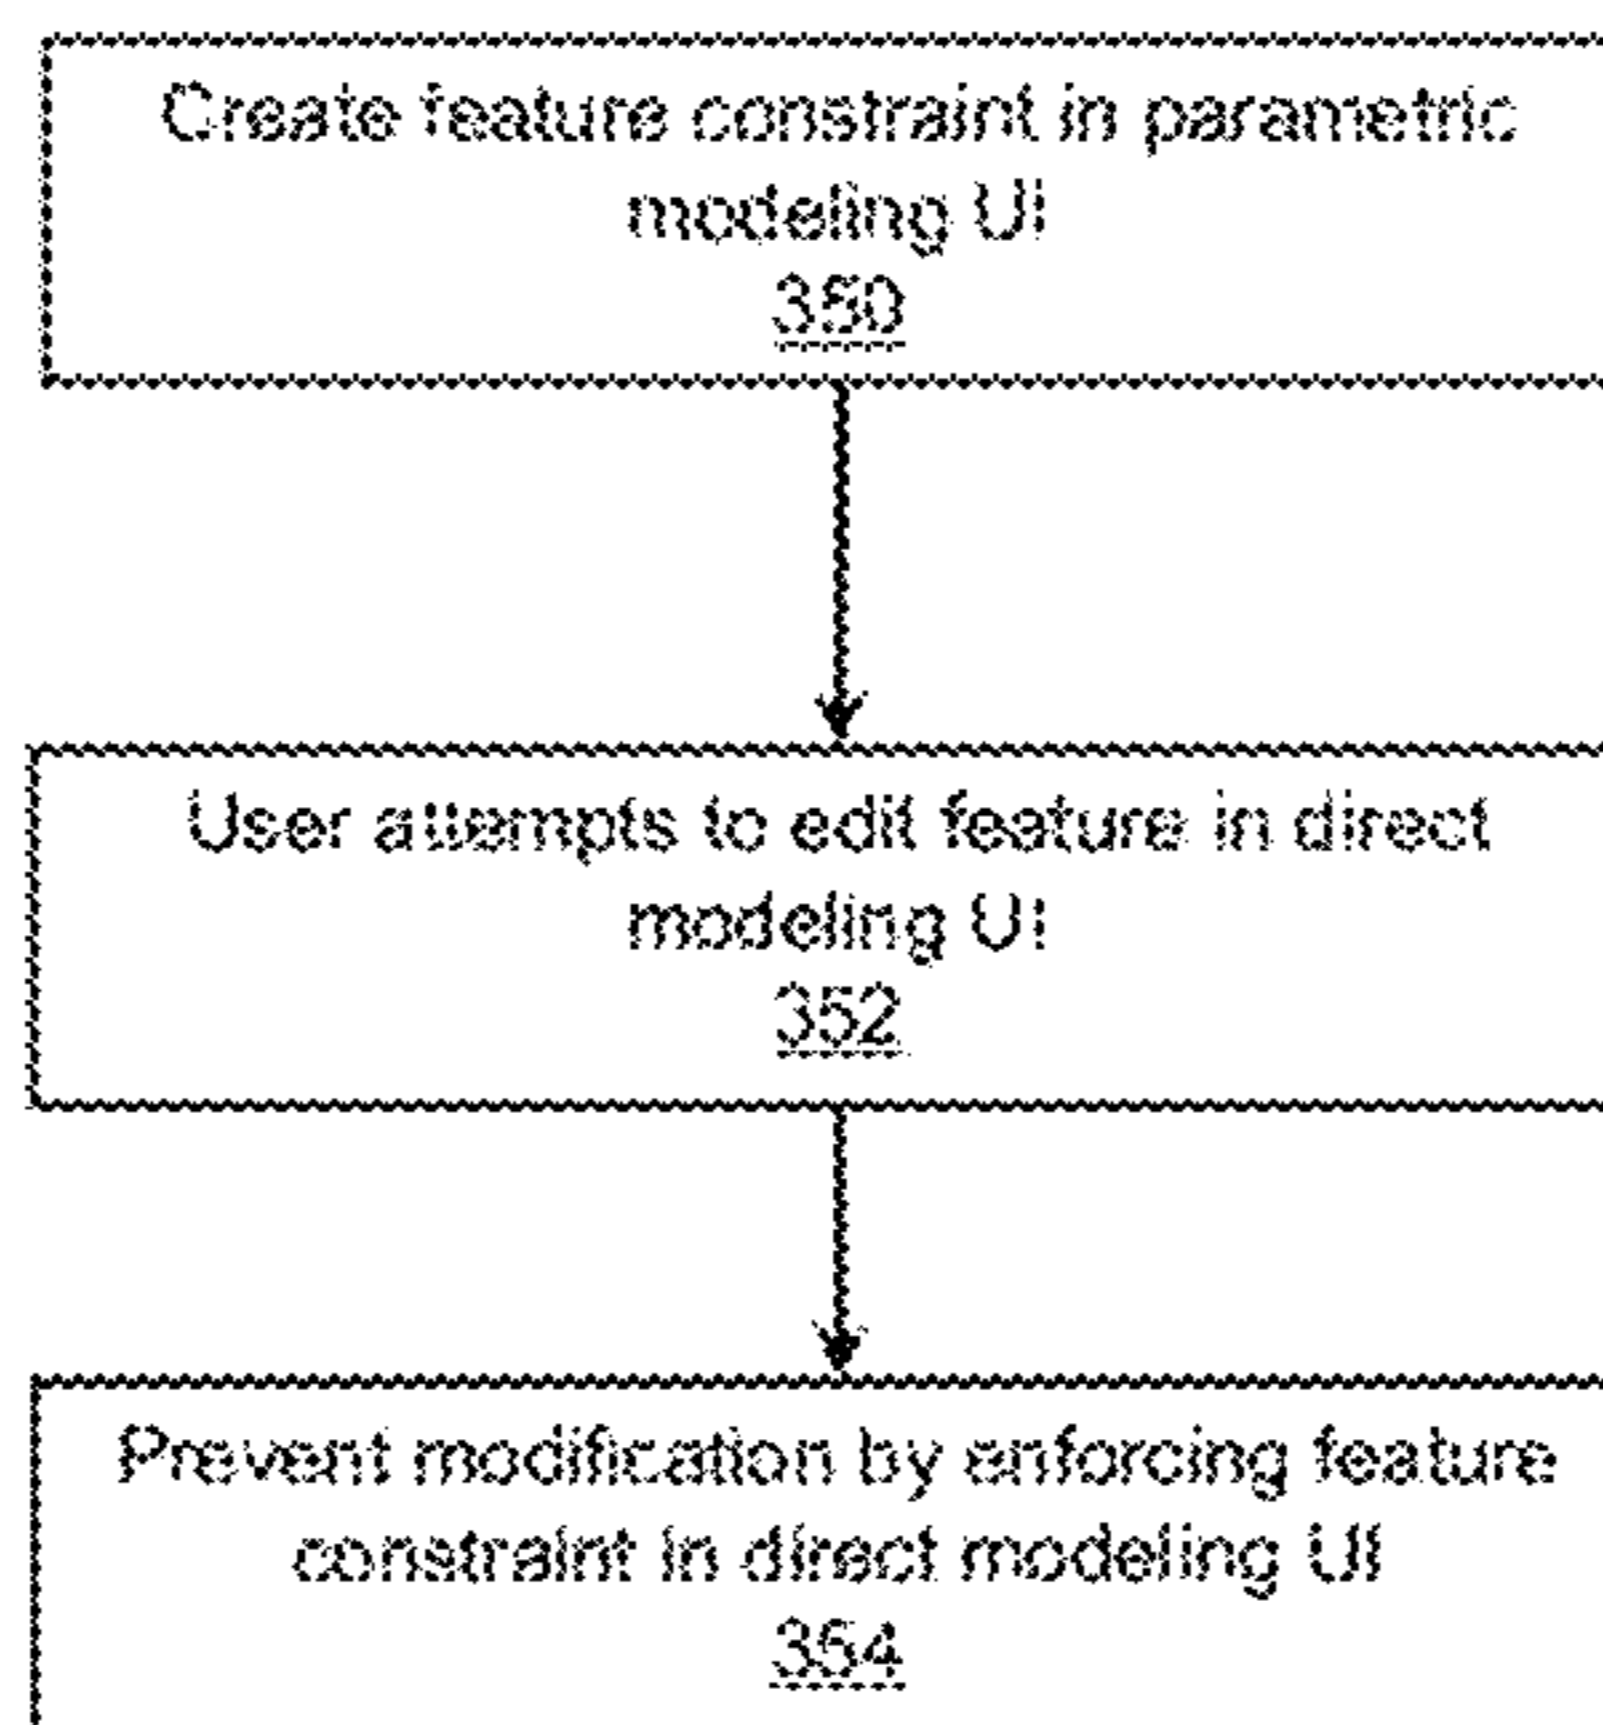 Create feature constraint in parametric
modeling UI
350
User attempts to edit feature in direct
modeling UI
352
Prevent modification by enforcing feature
constraint in direct modeling UI
354